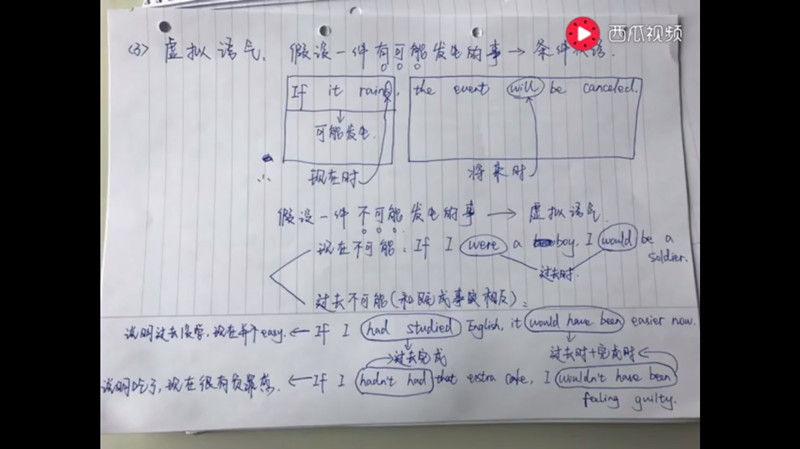 西瓜视频
(3) 虚拟语气. 假设一件有可能发生的事 → 条件状语.
If it rains, the event will be canceled.
可能发生.
现在时 将来时
假设一件不可能发生的事 → 虚拟语气.
现在不可能: If I were a boy, I would be a
soldier.
过去时.
过去不可能(和既成事实相反):
说明过去没学, 现在并不easy. ← If I had studied English, it would have been easier now.
过去完成 过去时+完成时
说明吃了, 现在很有负罪感. ← If I hadn't had that extra cake, I wouldn't have been
feeling guilty.